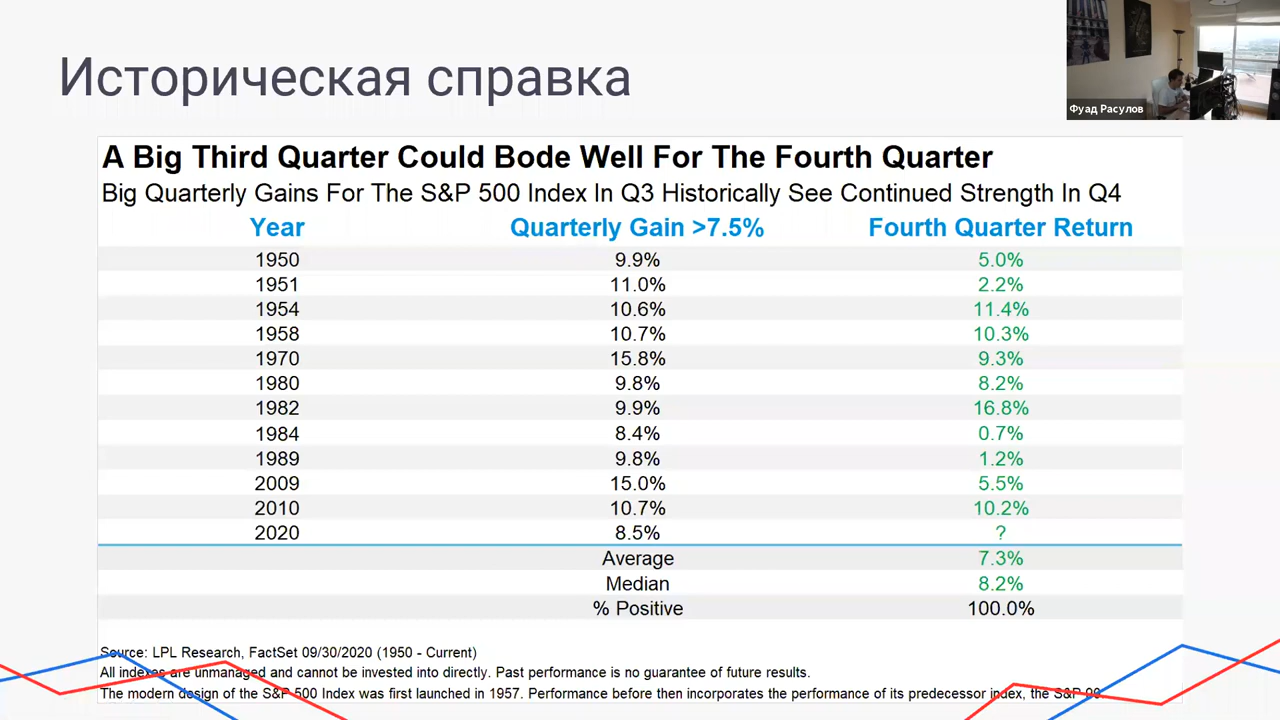 Историческая справка
Фуад Расулов
A Big Third Quarter Could Bode Well For The Fourth Quarter
Big Quarterly Gains For The S&P 500 Index In Q3 Historically See Continued Strength In Q4
Year Quarterly Gain >7.5% Fourth Quarter Return
1950 9.9% 5.0%
1951 11.0% 2.2%
1954 10.6% 11.4%
1958 10.7% 10.3%
1970 15.8% 9.3%
1980 9.8% 8.2%
1982 9.9% 16.8%
1984 8.4% 0.7%
1989 9.8% 1.2%
2009 15.0% 5.5%
2010 10.7% 10.2%
2020 8.5% ?
Average 7.3%
Median 8.2%
% Positive 100.0%
Source: LPL Research, FactSet 09/30/2020 (1950 - Current)
All indexes are unmanaged and cannot be invested into directly. Past performance is no guarantee of future results.
The modern design of the S&P 500 Index was first launched in 1957. Performance before then incorporates the performance of its predecessor index, the S&P 90.